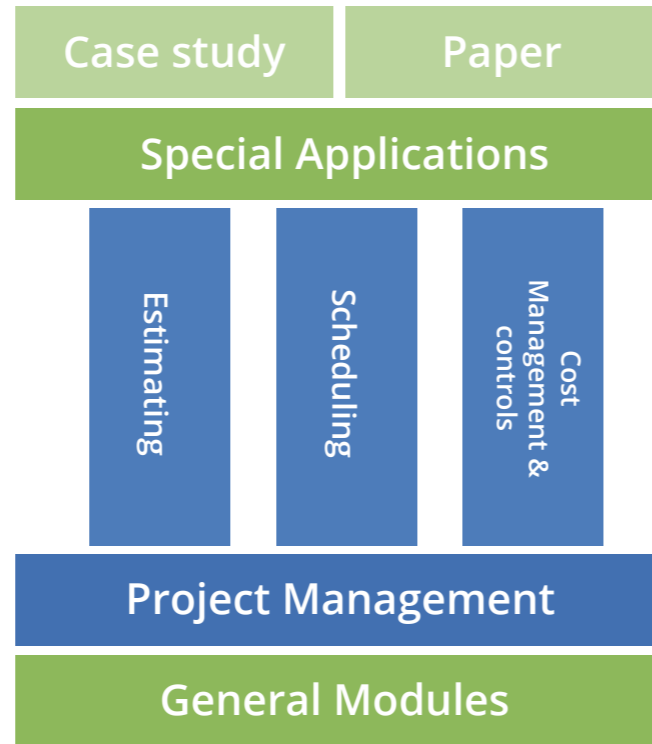 Case study
Paper
Special Applications
Estimating
Scheduling
Cost
Management &
controls
Project Management
General Modules